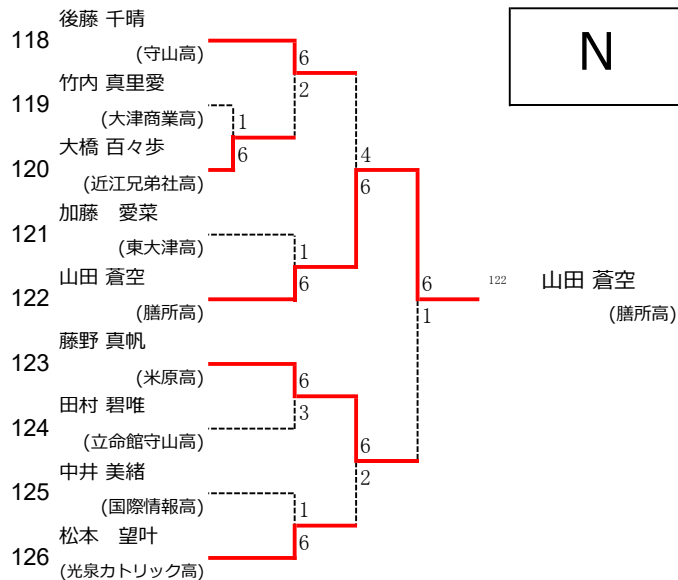 N
後藤 千晴
118
(守山高)
6
2
竹内 真里愛
119
(大津商業高)
1
6
大橋 百々歩
120
(近江兄弟社高)
4
6
加藤　愛菜
121
(東大津高)
1
6
山田 蒼空
122
(膳所高)
6
1
122
山田 蒼空
(膳所高)
藤野 真帆
123
(米原高)
6
3
田村 碧唯
124
(立命館守山高)
6
2
中井 美緒
125
(国際情報高)
1
6
松本　望叶
126
(光泉カトリック高)